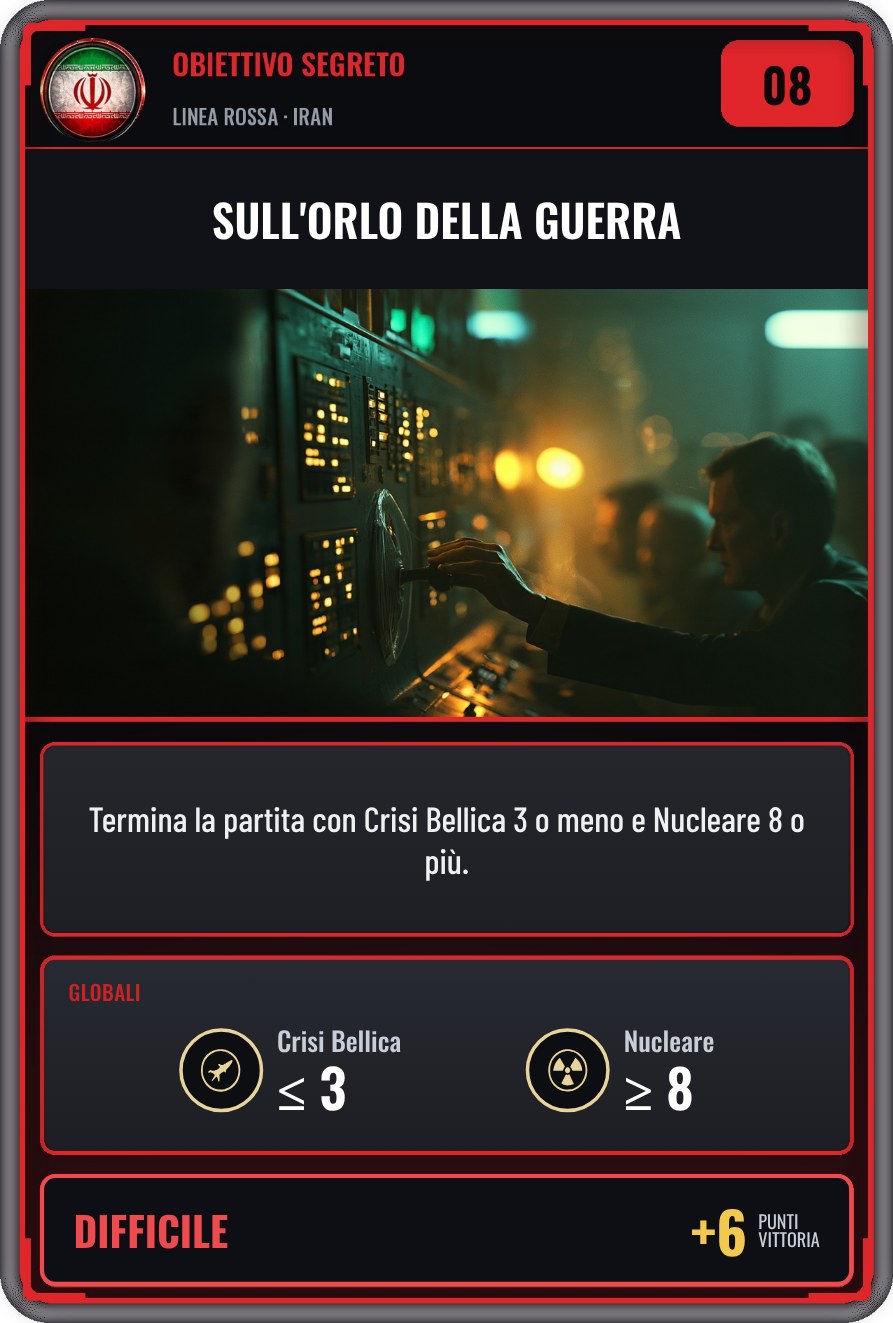 OBIETTIVO SEGRETO
LINEA ROSSA · IRAN
08
SULL'ORLO DELLA GUERRA
Termina la partita con Crisi Bellica 3 o meno e Nucleare 8 o
più.
GLOBALI
Crisi Bellica
≤ 3
Nucleare
≥ 8
DIFFICILE
+6
PUNTI
VITTORIA